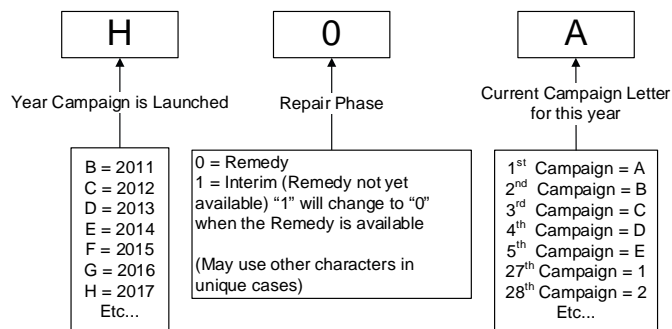 H
0
A
Year Campaign is Launched
Repair Phase
Current Campaign Letter
for this year
B = 2011
C = 2012
D = 2013
E = 2014
F = 2015
G = 2016
H = 2017
Etc...
0 = Remedy
1 = Interim (Remedy not yet
available) “1” will change to “0”
when the Remedy is available
(May use other characters in
unique cases)
1st Campaign = A
2nd Campaign = B
3rd Campaign = C
4th Campaign = D
5th Campaign = E
27th Campaign = 1
28th Campaign = 2
Etc...